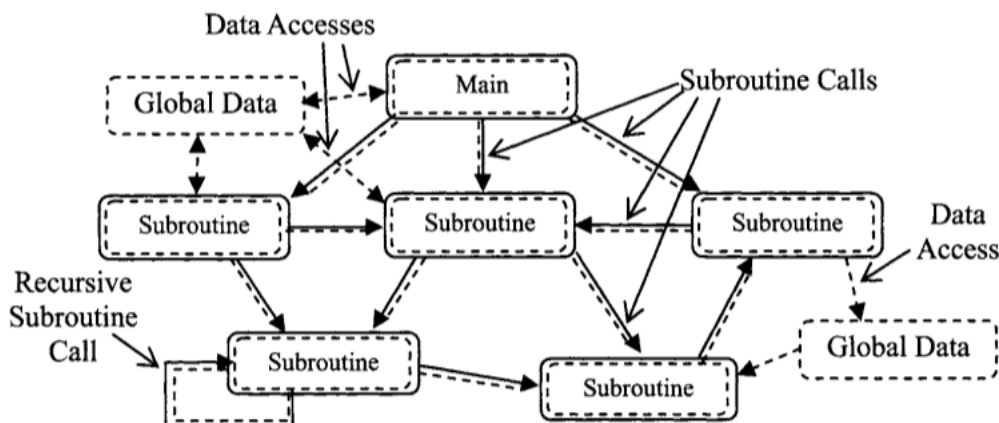 Data Accesses
Main
Subroutine Calls
Global Data
Subroutine
Subroutine
Subroutine
Data
Access
Recursive
Subroutine
Call
Subroutine
Subroutine
Global Data